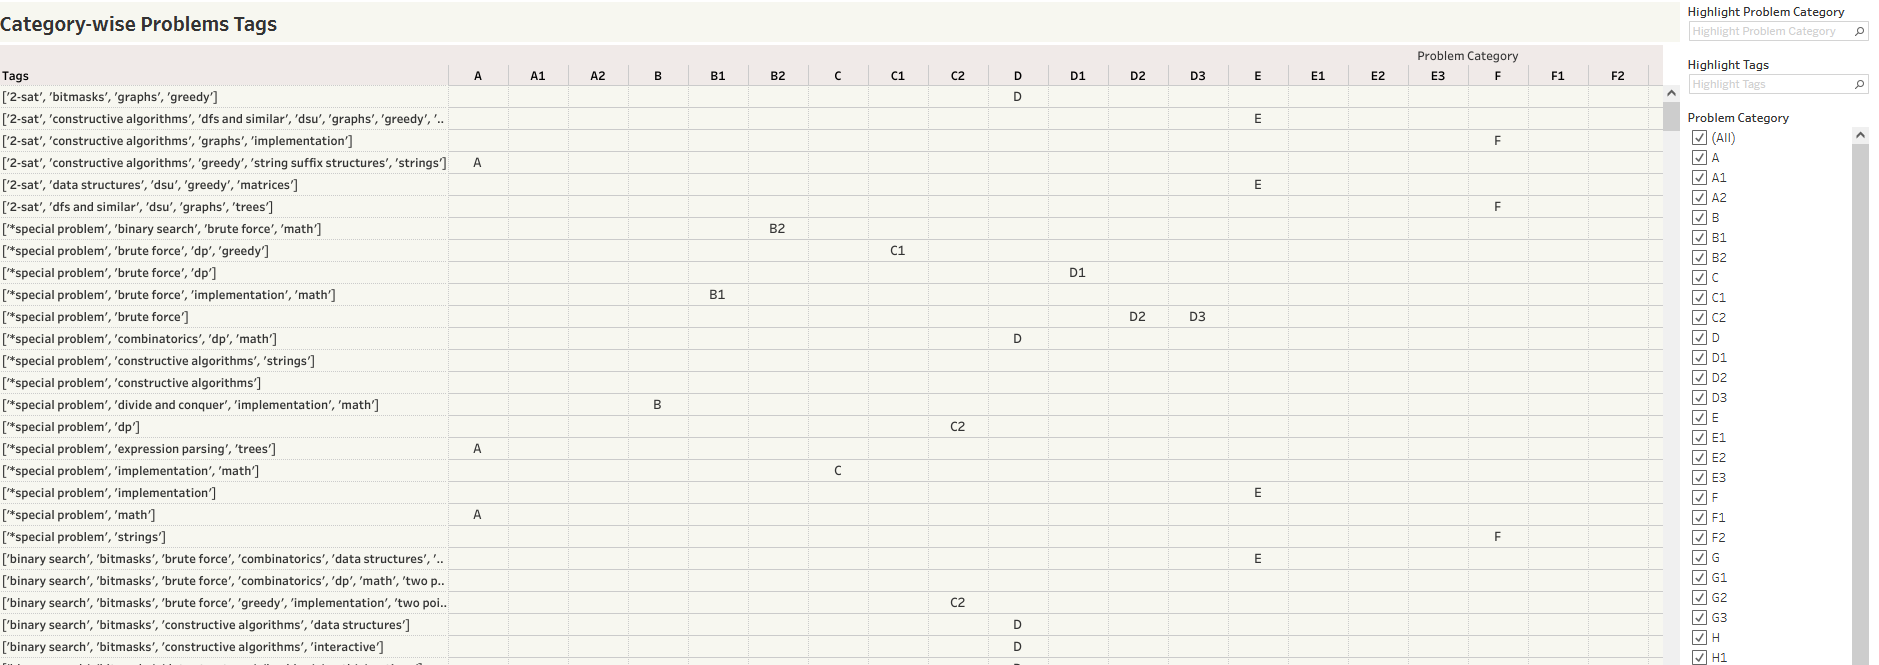 Category-wise Problems Tags
Problem Category
Tags A A1 A2 B B1 B2 C C1 C2 D D1 D2 D3 E E1 E2 E3 F F1 F2
['2-sat', 'bitmasks', 'graphs', 'greedy'] D
['2-sat', 'constructive algorithms', 'dfs and similar', 'dsu', 'graphs', 'greedy', '.. E
['2-sat', 'constructive algorithms', 'graphs', 'implementation'] F
['2-sat', 'constructive algorithms', 'greedy', 'string suffix structures', 'strings'] A
['2-sat', 'data structures', 'dsu', 'greedy', 'matrices'] E
['2-sat', 'dfs and similar', 'dsu', 'graphs', 'trees'] F
['*special problem', 'binary search', 'brute force', 'math'] B2
['*special problem', 'brute force', 'dp', 'greedy'] C1
['*special problem', 'brute force', 'dp'] D1
['*special problem', 'brute force', 'implementation', 'math'] B1
['*special problem', 'brute force'] D2 D3
['*special problem', 'combinatorics', 'dp', 'math'] D
['*special problem', 'constructive algorithms', 'strings']
['*special problem', 'constructive algorithms']
['*special problem', 'divide and conquer', 'implementation', 'math'] B
['*special problem', 'dp'] C2
['*special problem', 'expression parsing', 'trees'] A
['*special problem', 'implementation', 'math'] C
['*special problem', 'implementation'] E
['*special problem', 'math'] A
['*special problem', 'strings'] F
['binary search', 'bitmasks', 'brute force', 'combinatorics', 'data structures', '.. E
['binary search', 'bitmasks', 'brute force', 'combinatorics', 'dp', 'math', 'two p..
['binary search', 'bitmasks', 'brute force', 'greedy', 'implementation', 'two poi.. C2
['binary search', 'bitmasks', 'constructive algorithms', 'data structures'] D
['binary search', 'bitmasks', 'constructive algorithms', 'interactive'] D
Highlight Problem Category
Highlight Problem Category
Highlight Tags
Highlight Tags
Problem Category
(All)
A
A1
A2
B
B1
B2
C
C1
C2
D
D1
D2
D3
E
E1
E2
E3
F
F1
F2
G
G1
G2
G3
H
H1